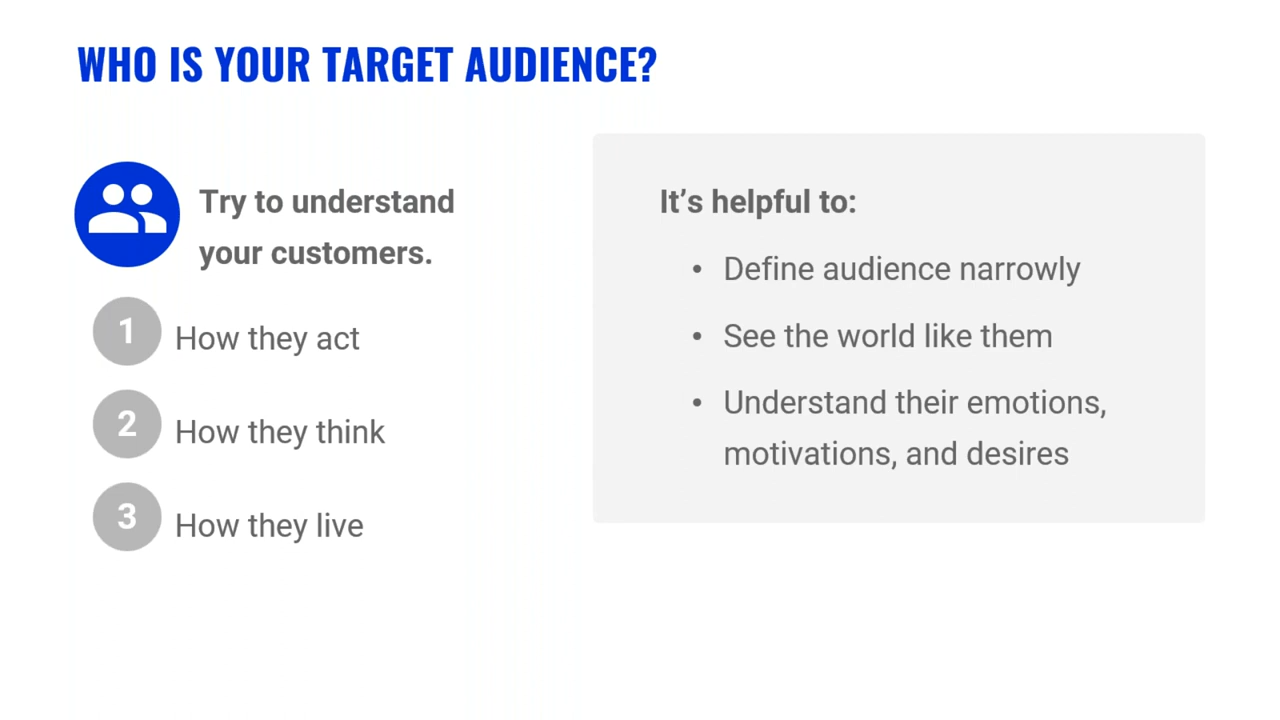 WHO IS YOUR TARGET AUDIENCE?
Try to understand
your customers.
1 How they act
2 How they think
3 How they live
It’s helpful to:
• Define audience narrowly
• See the world like them
• Understand their emotions,
motivations, and desires